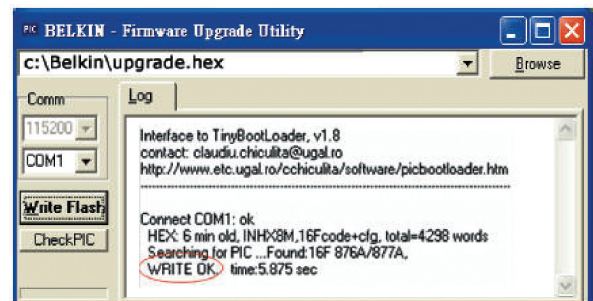 PIC BELKIN - Firmware Upgrade Utility
c:\Belkin\upgrade.hex
Browse
Comm
Log
115200
COM1
Write Flash
CheckPIC
Interface to TinyBootLoader, v1.8
contact: claudiu.chiculita@ugal.ro
http://www.etc.ugal.ro/cchiculita/software/picbootloader.htm
Connect COM1: ok
HEX: 6 min old, INHX8M,16Fcode+cfg, total=4298 words
Searching for PIC ...Found:16F 876A/877A,
WRITE OK, time:5.875 sec